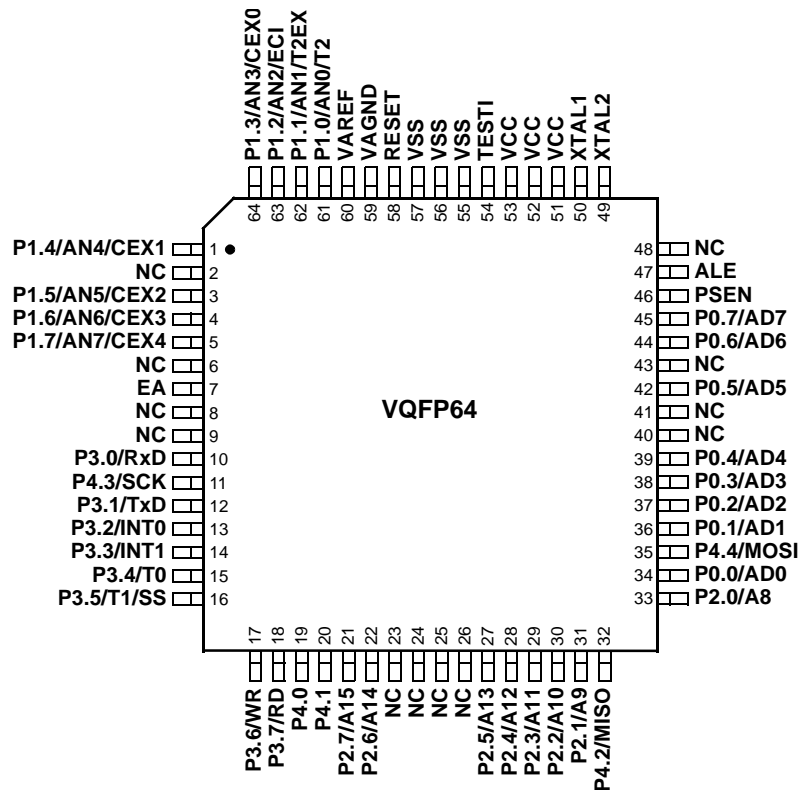 P1.3/AN3/CEX0
P1.2/AN2/ECI
P1.1/AN1/T2EX
P1.0/AN0/T2
VAREF
VAGND
RESET
VSS
VSS
VSS
TESTI
VCC
VCC
VCC
XTAL1
XTAL2
64
63
62
61
60
59
58
57
56
55
54
53
52
51
50
49
P1.4/AN4/CEX1 1
NC 2
P1.5/AN5/CEX2 3
P1.6/AN6/CEX3 4
P1.7/AN7/CEX4 5
NC 6
EA 7
NC 8
NC 9
P3.0/RxD 10
P4.3/SCK 11
P3.1/TxD 12
P3.2/INT0 13
P3.3/INT1 14
P3.4/T0 15
P3.5/T1/SS 16
VQFP64
48 NC
47 ALE
46 PSEN
45 P0.7/AD7
44 P0.6/AD6
43 NC
42 P0.5/AD5
41 NC
40 NC
39 P0.4/AD4
38 P0.3/AD3
37 P0.2/AD2
36 P0.1/AD1
35 P4.4/MOSI
34 P0.0/AD0
33 P2.0/A8
17
18
19
20
21
22
23
24
25
26
27
28
29
30
31
32
P3.6/WR
P3.7/RD
P4.0
P4.1
P2.7/A15
P2.6/A14
NC
NC
NC
NC
P2.5/A13
P2.4/A12
P2.3/A11
P2.2/A10
P2.1/A9
P4.2/MISO